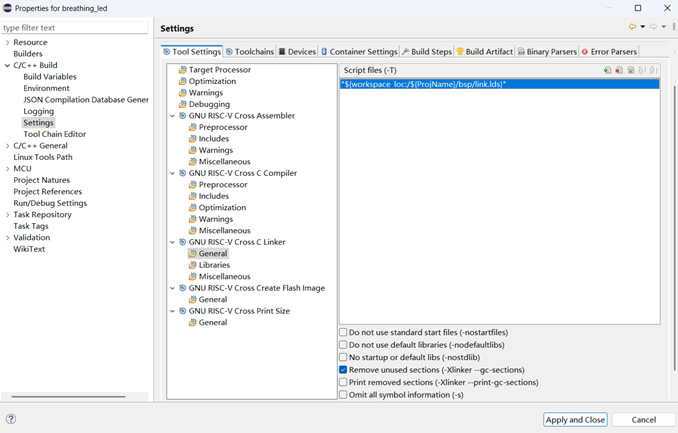 Properties for breathing_led
type filter text
Settings
Resource
Builders
C/C++ Build
Build Variables
Environment
JSON Compilation Database Gener
Logging
Settings
Tool Chain Editor
C/C++ General
Linux Tools Path
MCU
Project Natures
Project References
Run/Debug Settings
Task Repository
Task Tags
Validation
WikiText
Tool Settings
Toolchains
Devices
Container Settings
Build Steps
Build Artifact
Binary Parsers
Error Parsers
Target Processor
Optimization
Warnings
Debugging
GNU RISC-V Cross Assembler
Preprocessor
Includes
Warnings
Miscellaneous
GNU RISC-V Cross C Compiler
Preprocessor
Includes
Optimization
Warnings
Miscellaneous
GNU RISC-V Cross C Linker
General
Libraries
Miscellaneous
GNU RISC-V Cross Create Flash Image
General
GNU RISC-V Cross Print Size
General
Script files (-T)
"${workspace_loc:/${ProjName}/bsp/link.lds}"
Do not use standard start files (-nostartfiles)
Do not use default libraries (-nodefaultlibs)
No startup or default libs (-nostdlib)
Remove unused sections (-Xlinker --gc-sections)
Print removed sections (-Xlinker --print-gc-sections)
Omit all symbol information (-s)
Apply and Close
Cancel